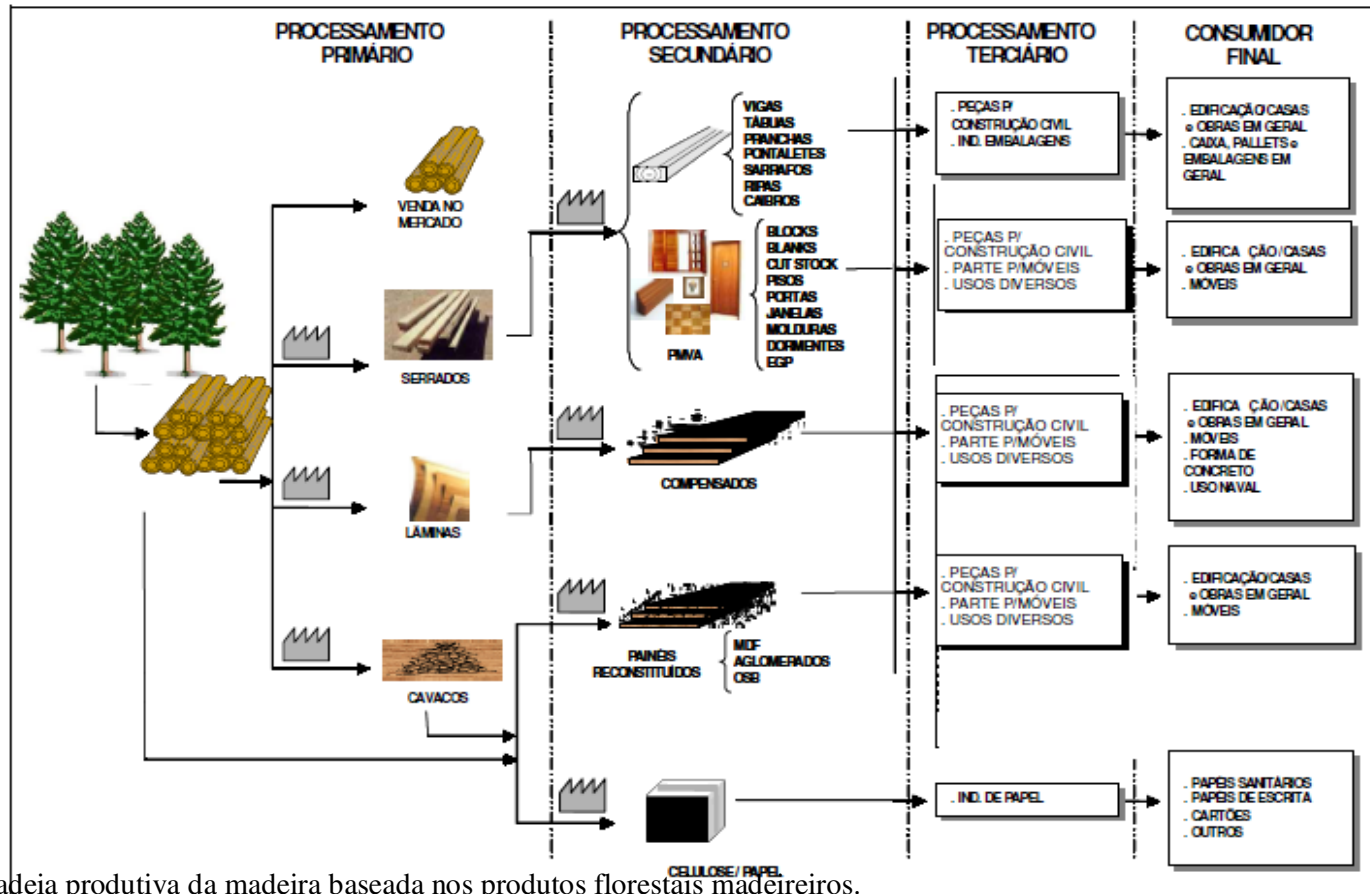 PROCESSAMENTO
PRIMÁRIO
PROCESSAMENTO
SECUNDÁRIO
PROCESSAMENTO
TERCIÁRIO
CONSUMIDOR
FINAL
VENDA NO
MERCADO
SERRADOS
LÂMINAS
CAVACOS
VIGAS
TÁBUAS
PRANCHAS
PONTALETES
SARRAFOS
RIPAS
CAIBROS
BLOCKS
BLANKS
CUT STOCK
PISOS
PORTAS
JANELAS
MOLDURAS
DORMENTES
EGP
PMVA
COMPENSADOS
PAINÉIS
RECONSTITUÍDOS
MDF
AGLOMERADOS
OSB
CELULOSE / PAPEL
. PEÇAS P/
CONSTRUÇÃO CIVIL
. IND. EMBALAGENS
. PEÇAS P/
CONSTRUÇÃO CIVIL
. PARTE P/MÓVEIS
. USOS DIVERSOS
. PEÇAS P/
CONSTRUÇÃO CIVIL
. PARTE P/MÓVEIS
. USOS DIVERSOS
. PEÇAS P/
CONSTRUÇÃO CIVIL
. PARTE P/MÓVEIS
. USOS DIVERSOS
. IND. DE PAPEL
. EDIFICAÇÃO/CASAS
e OBRAS EM GERAL
. CAIXA, PALLETS e
EMBALAGENS EM
GERAL
. EDIFICA ÇÃO /CASAS
e OBRAS EM GERAL
. MÓVEIS
. EDIFICA ÇÃO /CASAS
e OBRAS EM GERAL
. MÓVEIS
. FORMA DE
CONCRETO
. USO NAVAL
. EDIFICAÇÃO/CASAS
e OBRAS EM GERAL
. MÓVEIS
. PAPÉIS SANITÁRIOS
. PAPÉIS DE ESCRITA
. CARTÕES
. OUTROS
adeia produtiva da madeira baseada nos produtos florestais madeireiros.